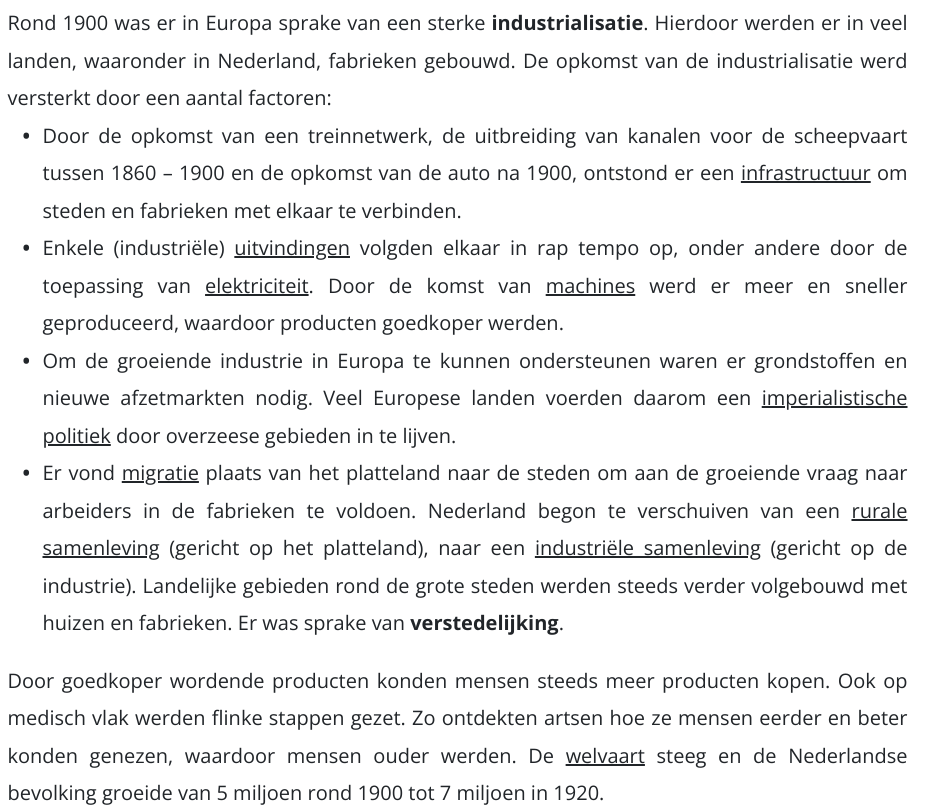 Rond 1900 was er in Europa sprake van een sterke industrialisatie. Hierdoor werden er in veel
landen, waaronder in Nederland, fabrieken gebouwd. De opkomst van de industrialisatie werd
versterkt door een aantal factoren:
• Door de opkomst van een treinnetwerk, de uitbreiding van kanalen voor de scheepvaart
tussen 1860 – 1900 en de opkomst van de auto na 1900, ontstond er een infrastructuur om
steden en fabrieken met elkaar te verbinden.
• Enkele (industriële) uitvindingen volgden elkaar in rap tempo op, onder andere door de
toepassing van elektriciteit. Door de komst van machines werd er meer en sneller
geproduceerd, waardoor producten goedkoper werden.
• Om de groeiende industrie in Europa te kunnen ondersteunen waren er grondstoffen en
nieuwe afzetmarkten nodig. Veel Europese landen voerden daarom een imperialistische
politiek door overzeese gebieden in te lijven.
• Er vond migratie plaats van het platteland naar de steden om aan de groeiende vraag naar
arbeiders in de fabrieken te voldoen. Nederland begon te verschuiven van een rurale
samenleving (gericht op het platteland), naar een industriële samenleving (gericht op de
industrie). Landelijke gebieden rond de grote steden werden steeds verder volgebouwd met
huizen en fabrieken. Er was sprake van verstedelijking.
Door goedkoper wordende producten konden mensen steeds meer producten kopen. Ook op
medisch vlak werden flinke stappen gezet. Zo ontdekten artsen hoe ze mensen eerder en beter
konden genezen, waardoor mensen ouder werden. De welvaart steeg en de Nederlandse
bevolking groeide van 5 miljoen rond 1900 tot 7 miljoen in 1920.